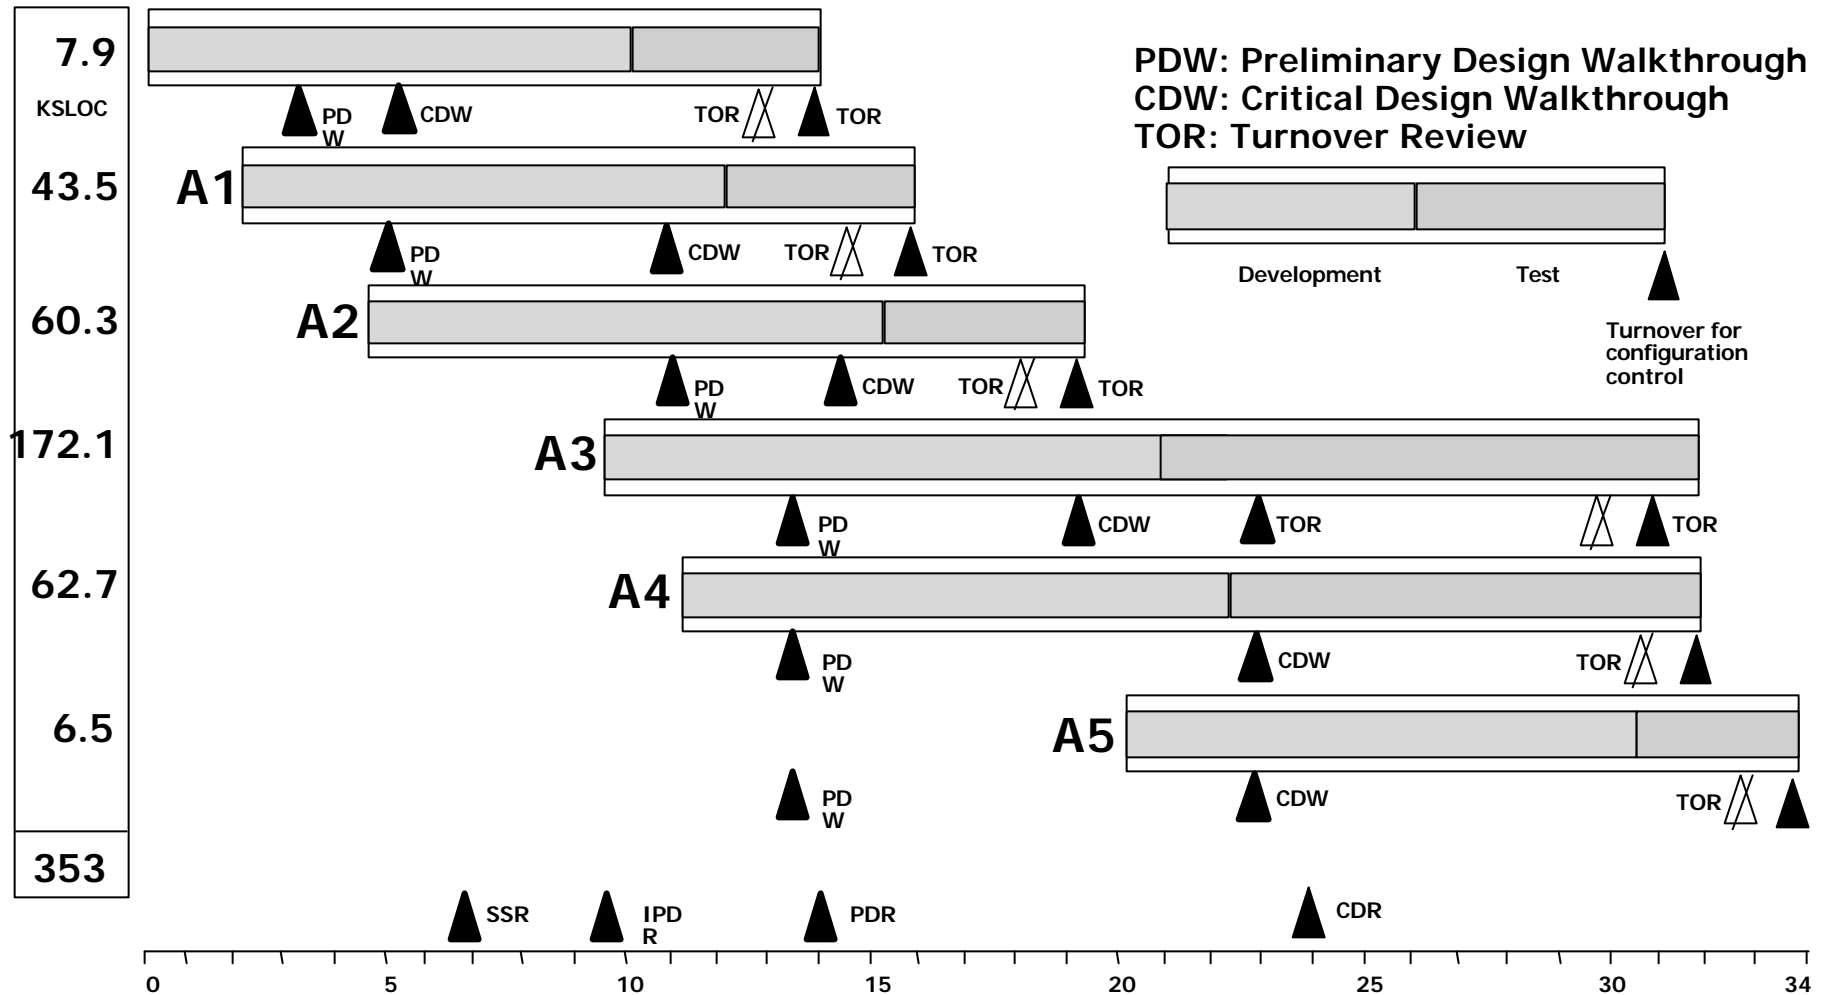 7.9
KSLOC
PDW: Preliminary Design Walkthrough
CDW: Critical Design Walkthrough
TOR: Turnover Review
PD
W
CDW
TOR
TOR
43.5
A1
PD
W
CDW
TOR
TOR
Development
Test
Turnover for
configuration
control
60.3
A2
PD
W
CDW
TOR
TOR
172.1
A3
PD
W
CDW
TOR
TOR
62.7
A4
PD
W
CDW
TOR
6.5
A5
PD
W
CDW
TOR
353
SSR
IPD
R
PDR
CDR
0
5
10
15
20
25
30
34